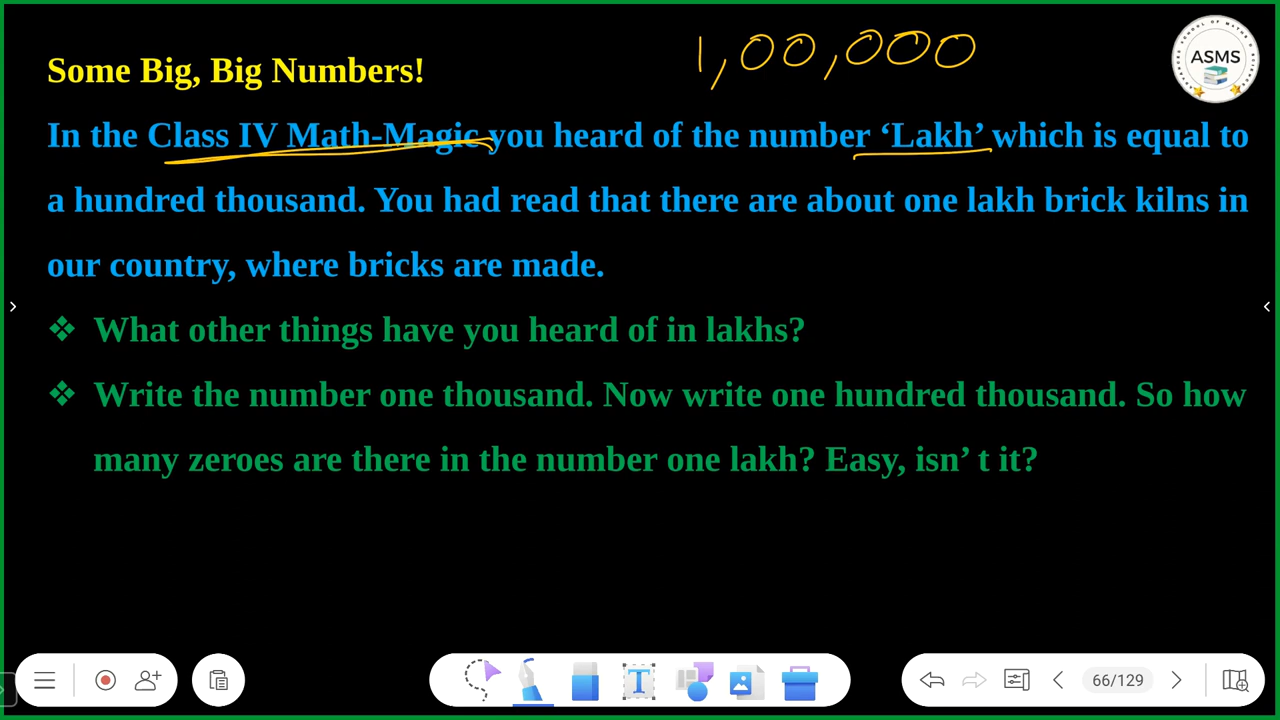 1,00,000
Some Big, Big Numbers!
ASMS
In the Class IV Math-Magic you heard of the number ‘Lakh’ which is equal to
a hundred thousand. You had read that there are about one lakh brick kilns in
our country, where bricks are made.
❖ What other things have you heard of in lakhs?
❖ Write the number one thousand. Now write one hundred thousand. So how
many zeroes are there in the number one lakh? Easy, isn’ t it?
66/129